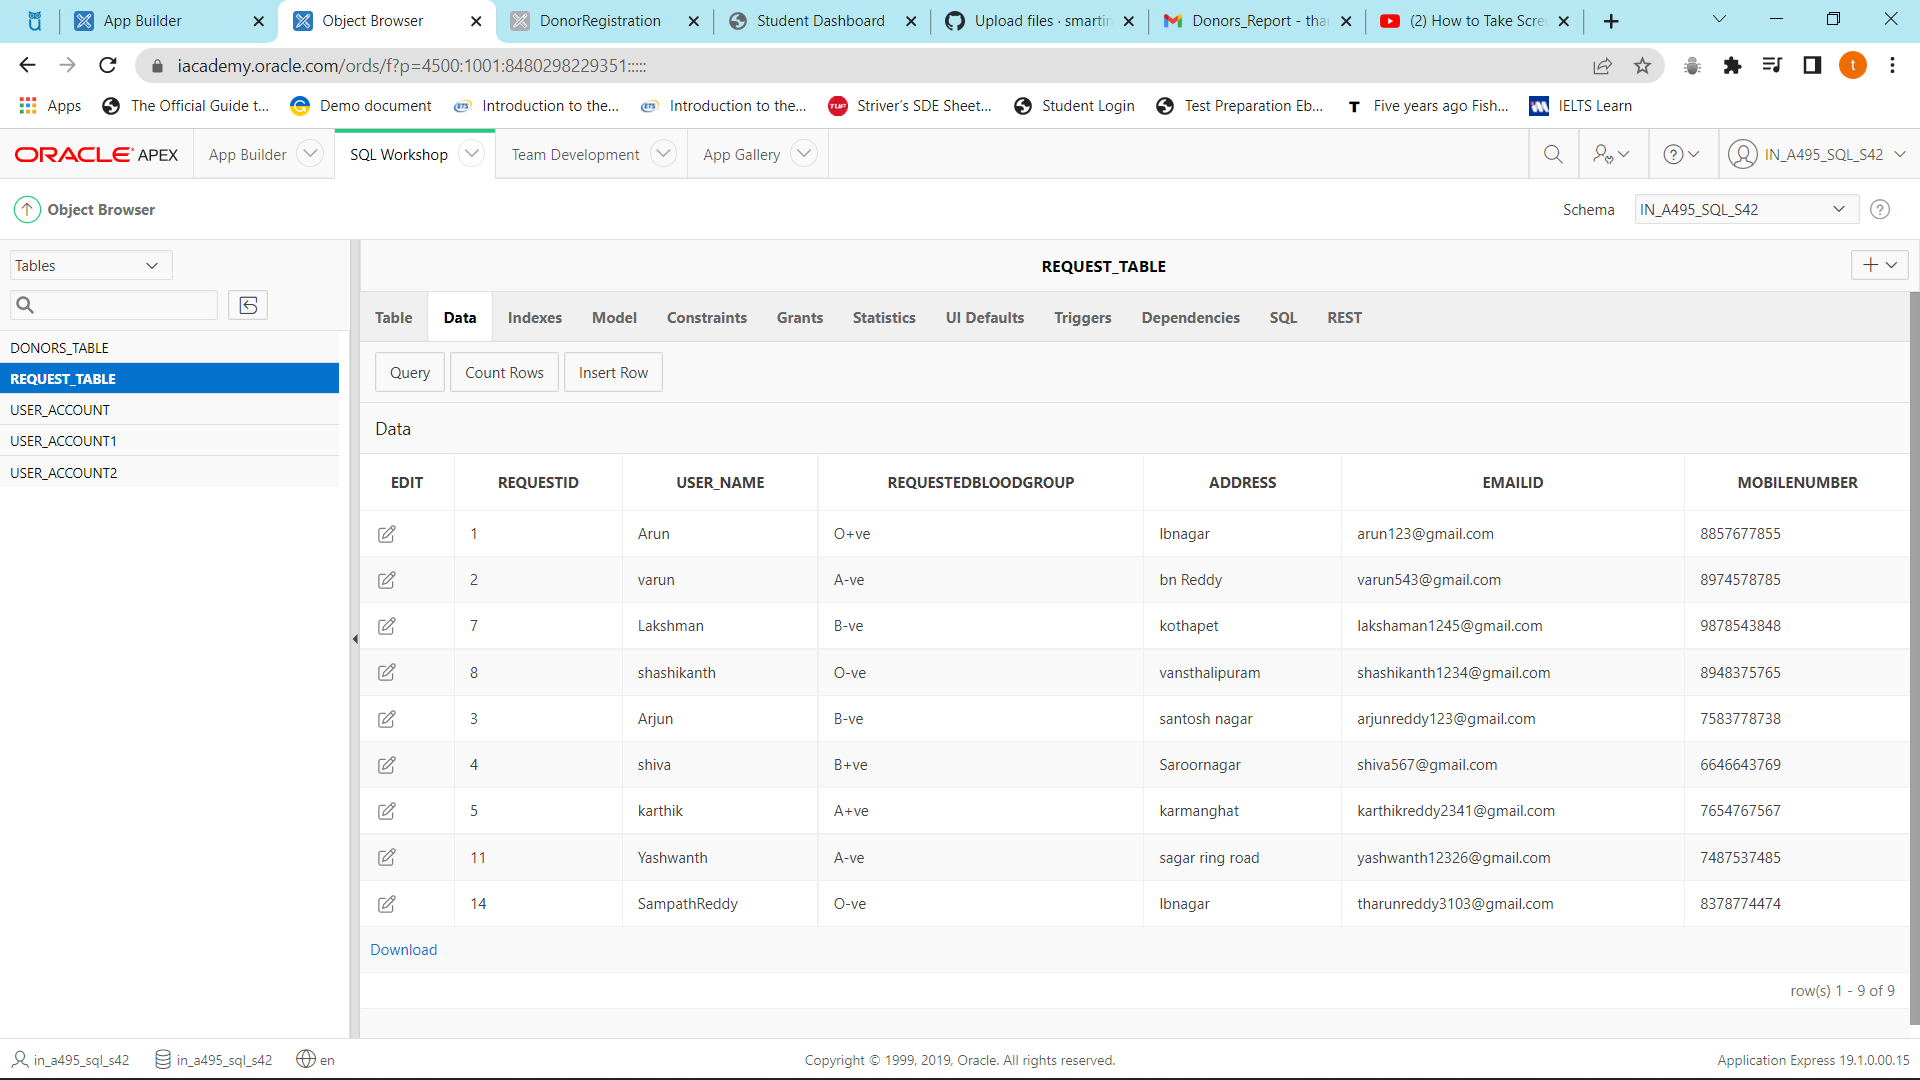 App Builder
Object Browser
DonorRegistration
Student Dashboard
Upload files · smartin
Donors_Report - tha
(2) How to Take Scre
iacademy.oracle.com/ords/f?p=4500:1001:8480298229351:::::
t
Apps
The Official Guide t...
Demo document
Introduction to the...
Introduction to the...
Striver's SDE Sheet...
Student Login
Test Preparation Eb...
Five years ago Fish...
IELTS Learn
ORACLE APEX
App Builder
SQL Workshop
Team Development
App Gallery
IN_A495_SQL_S42
Object Browser
Schema
IN_A495_SQL_S42
Tables
DONORS_TABLE
REQUEST_TABLE
USER_ACCOUNT
USER_ACCOUNT1
USER_ACCOUNT2
REQUEST_TABLE
Table Data Indexes Model Constraints Grants Statistics UI Defaults Triggers Dependencies SQL REST
Query Count Rows Insert Row
Data
EDIT REQUESTID USER_NAME REQUESTEDBLOODGROUP ADDRESS EMAILID MOBILENUMBER
1 Arun O+ve lbnagar arun123@gmail.com 8857677855
2 varun A-ve bn Reddy varun543@gmail.com 8974578785
7 Lakshman B-ve kothapet lakshaman1245@gmail.com 9878543848
8 shashikanth O-ve vansthalipuram shashikanth1234@gmail.com 8948375765
3 Arjun B-ve santosh nagar arjunreddy123@gmail.com 7583778738
4 shiva B+ve Saroornagar shiva567@gmail.com 6646643769
5 karthik A+ve karmanghat karthikreddy2341@gmail.com 7654767567
11 Yashwanth A-ve sagar ring road yashwanth12326@gmail.com 7487537485
14 SampathReddy O-ve lbnagar tharunreddy3103@gmail.com 8378774474
Download
row(s) 1 - 9 of 9
in_a495_sql_s42 in_a495_sql_s42 en
Copyright © 1999, 2019, Oracle. All rights reserved.
Application Express 19.1.0.00.15